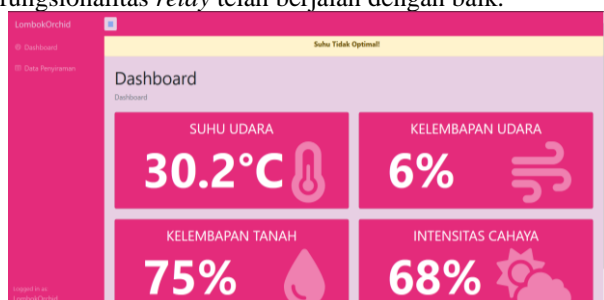 fungsionalitas relay telah berjalan dengan baik.
LombokOrchid
Suhu Tidak Optimal!
Dashboard
Data Penyiraman
Dashboard
Dashboard
SUHU UDARA
30.2°C
KELEMBAPAN UDARA
6%
KELEMBAPAN TANAH
75%
INTENSITAS CAHAYA
68%
Logged in as:
LombokOrchid